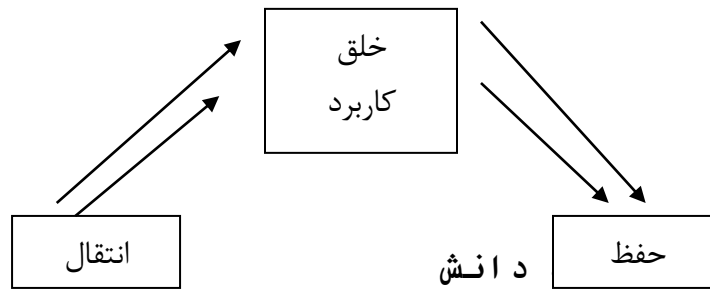 خلق
کاربرد
حفظ
دانش
انتقال